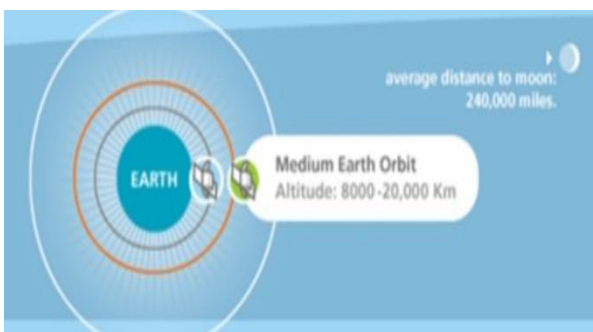 average distance to moon:
240,000 miles.
EARTH
Medium Earth Orbit
Altitude: 8000-20,000 Km